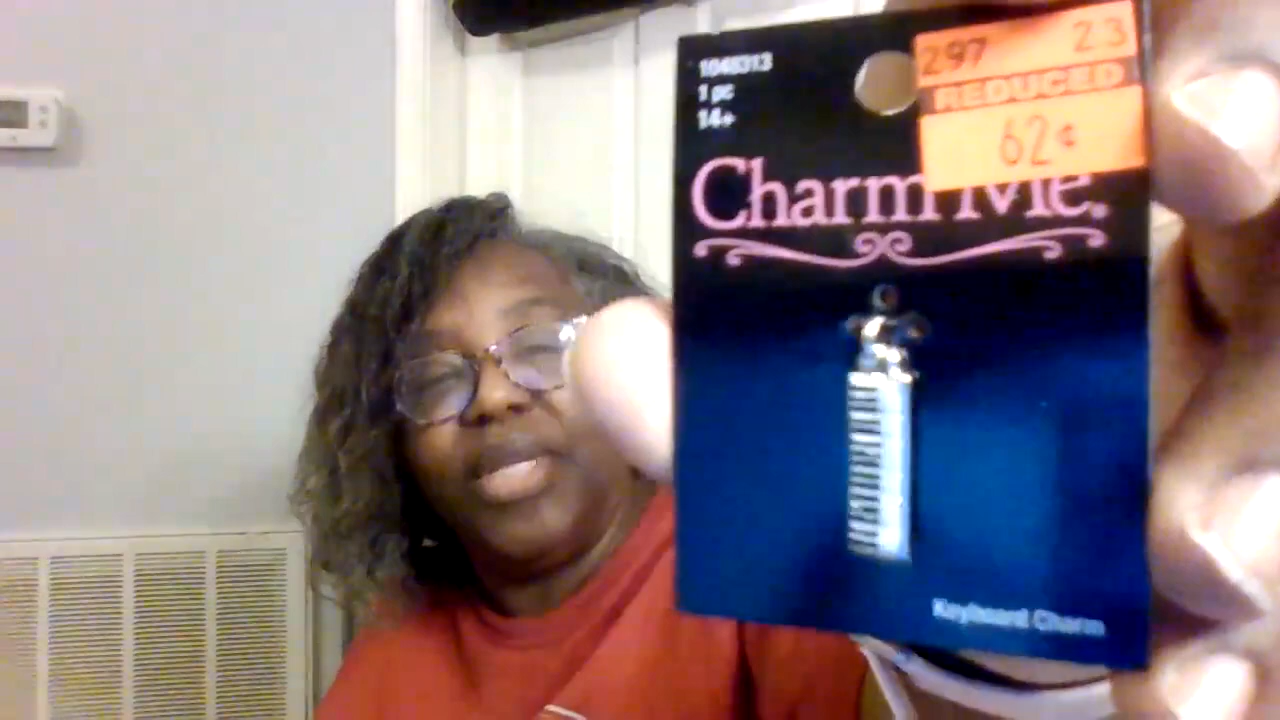 1048313
1 pc
14+
297 23
REDUCED
62¢
Charm Me®
Keyboard Charm